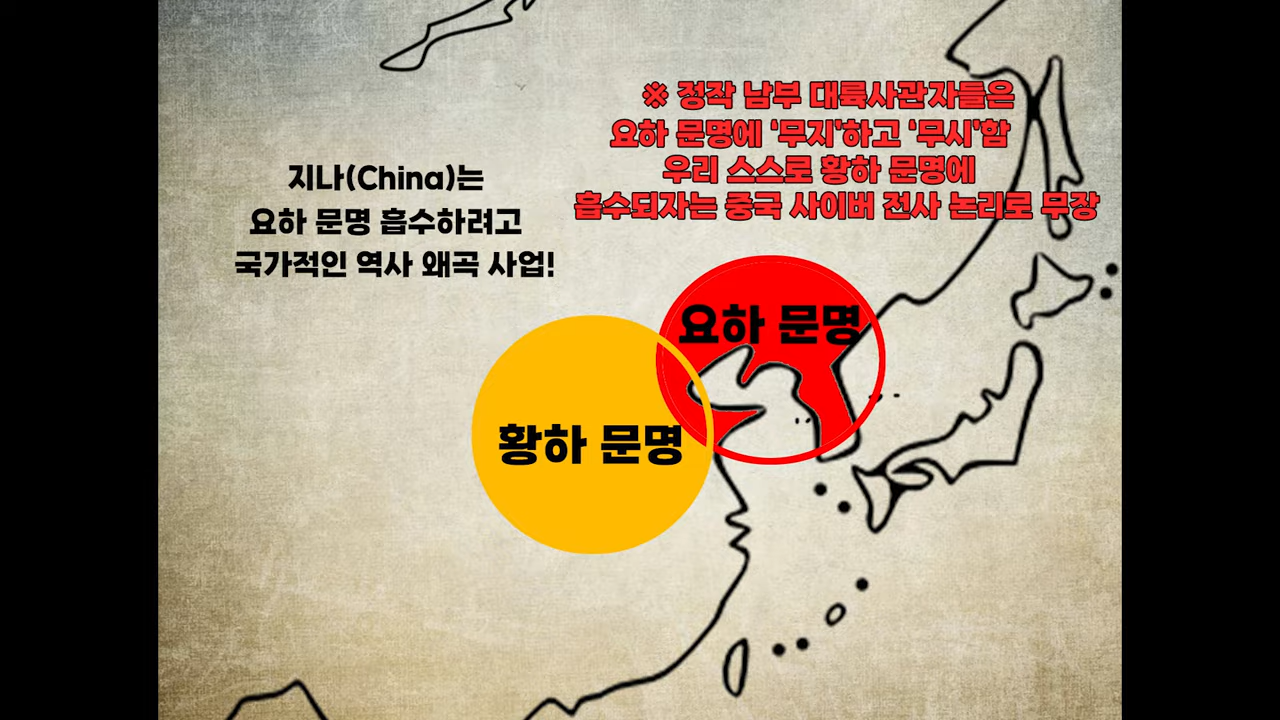 ※ 정작 남부 대륙사관자들은
요하 문명에 '무지'하고 '무시'함
우리 스스로 황하 문명에
흡수되자는 중국 사이버 전사 논리로 무장
지나(China)는
요하 문명 흡수하려고
국가적인 역사 왜곡 사업!
요하 문명
황하 문명